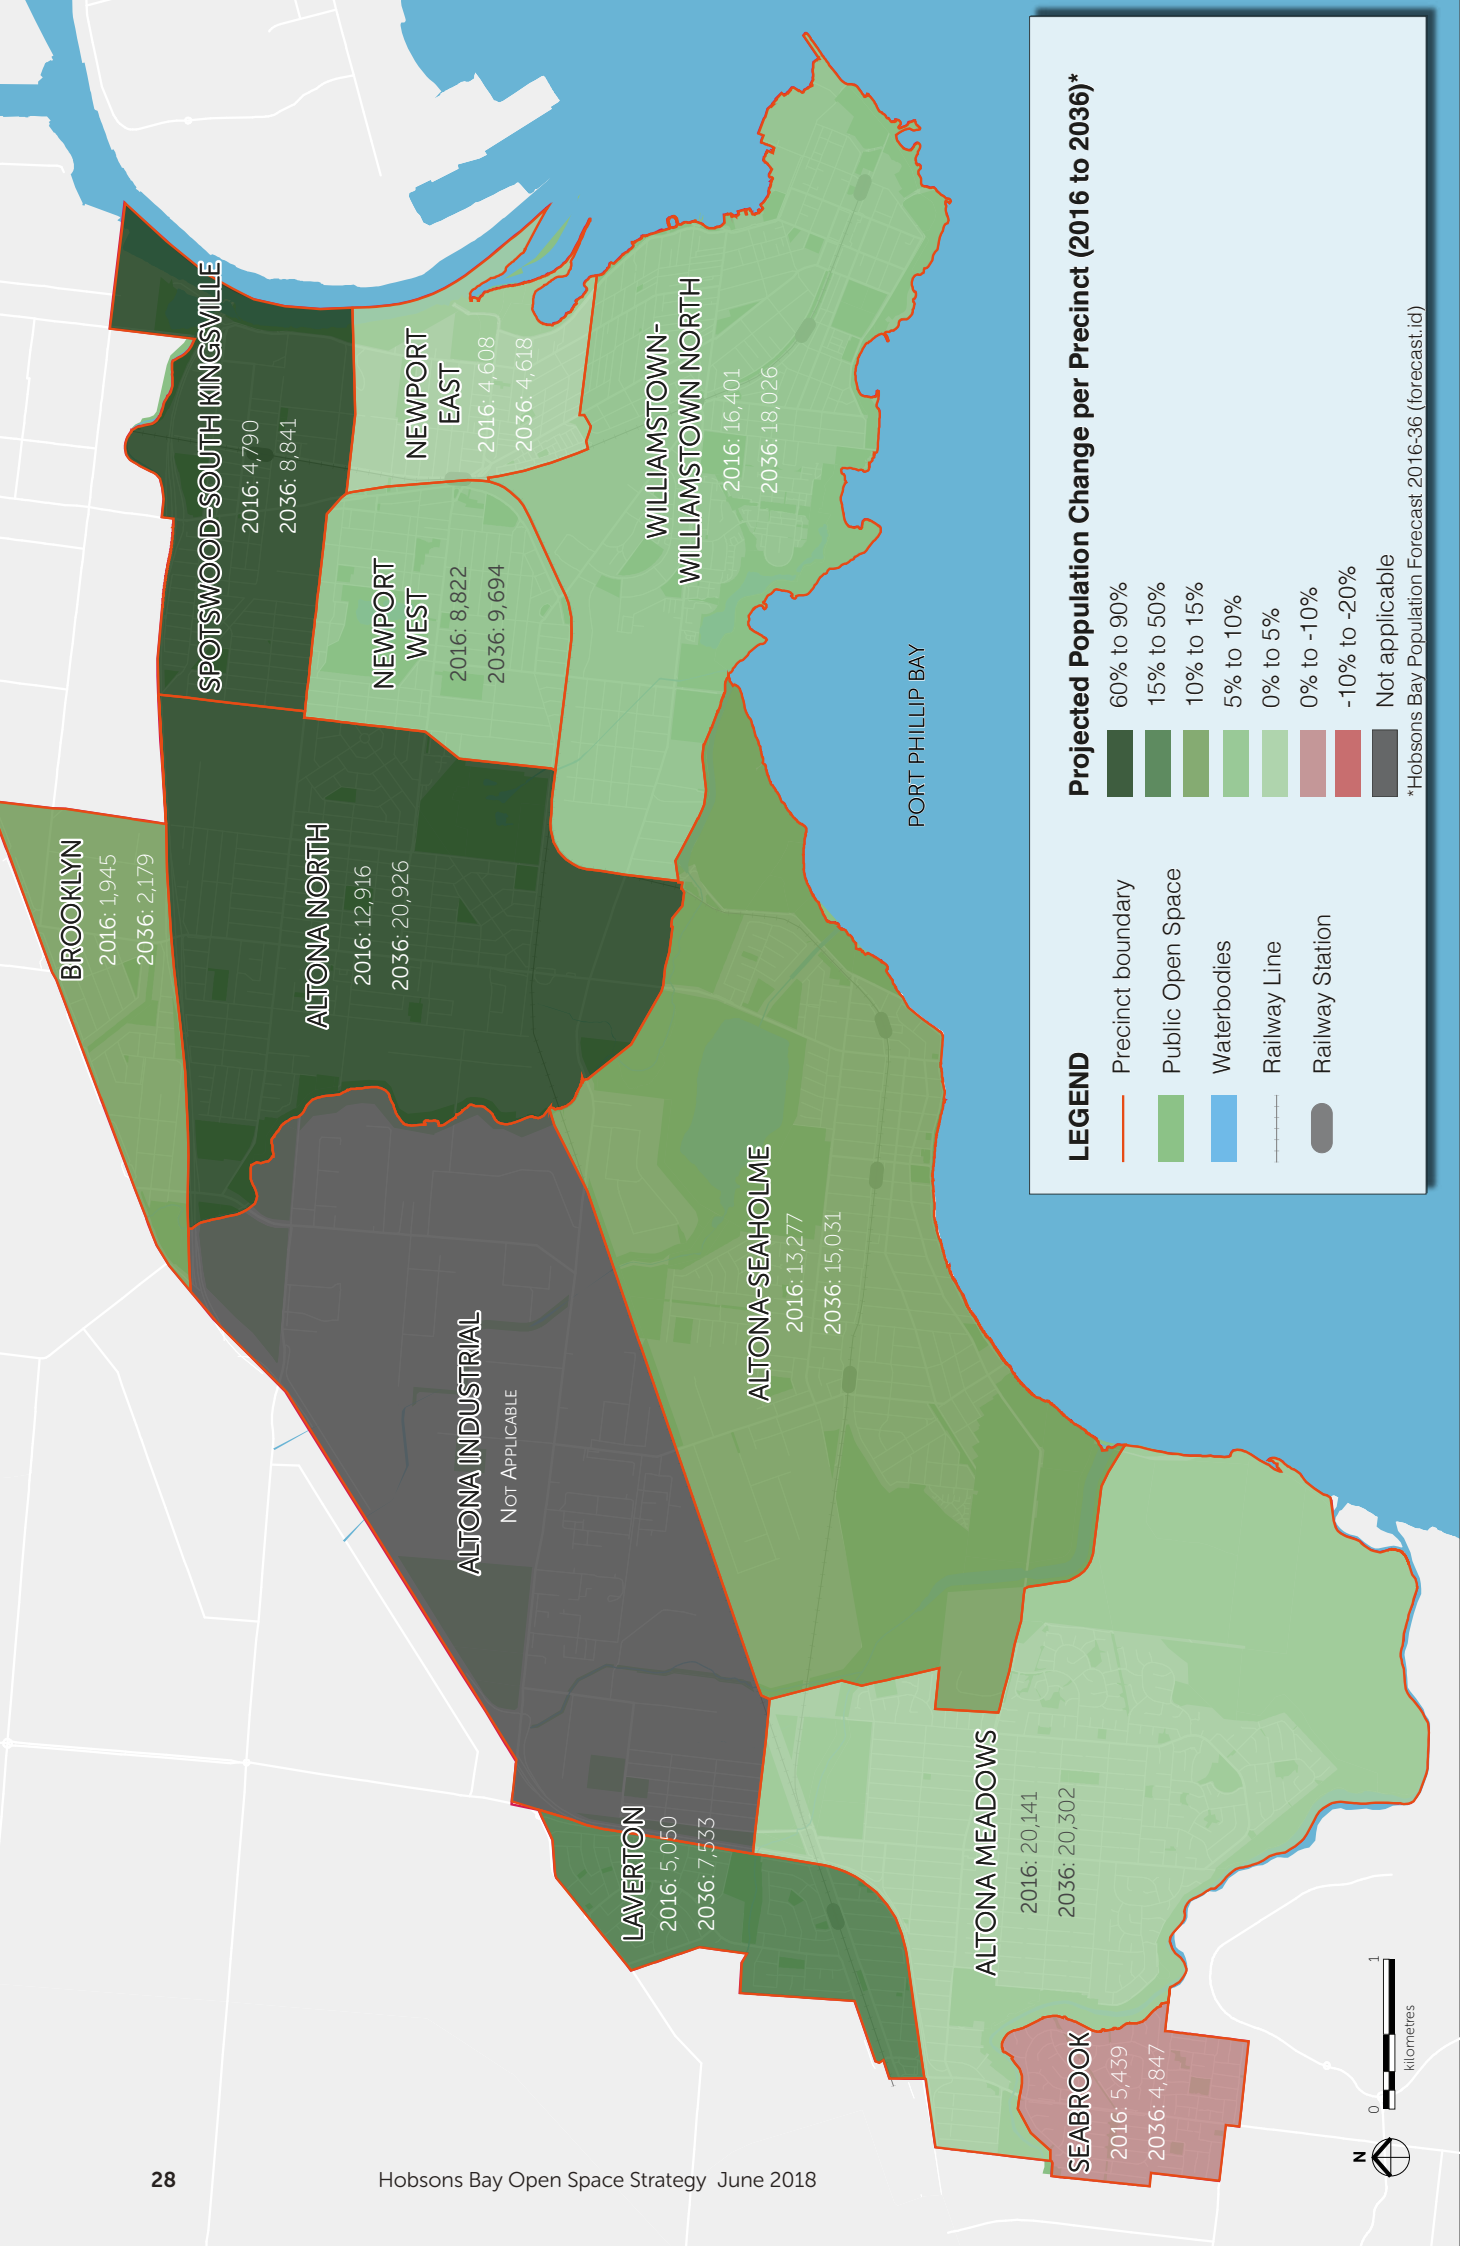 SPOTSWOOD-SOUTH KINGSVILLE
2016: 4,790
2036: 8,841
NEWPORT
EAST
2016: 4,608
2036: 4,618
WILLIAMSTOWN-
WILLIAMSTOWN NORTH
2016: 16,401
2036: 18,026
NEWPORT
WEST
2016: 8,822
2036: 9,694
BROOKLYN
2016: 1,945
2036: 2,179
ALTONA NORTH
2016: 12,916
2036: 20,926
PORT PHILLIP BAY
ALTONA-SEAHOLME
2016: 13,277
2036: 15,031
ALTONA INDUSTRIAL
NOT APPLICABLE
LAVERTON
2016: 5,050
2036: 7,533
ALTONA MEADOWS
2016: 20,141
2036: 20,302
SEABROOK
2016: 5,439
2036: 4,847
LEGEND
Precinct boundary
Public Open Space
Waterbodies
Railway Line
Railway Station
Projected Population Change per Precinct (2016 to 2036)*
60% to 90%
15% to 50%
10% to 15%
5% to 10%
0% to 5%
0% to -10%
-10% to -20%
Not applicable
*Hobsons Bay Population Forecast 2016-36 (forecast.id)
N
0 1
kilometres
28 Hobsons Bay Open Space Strategy June 2018